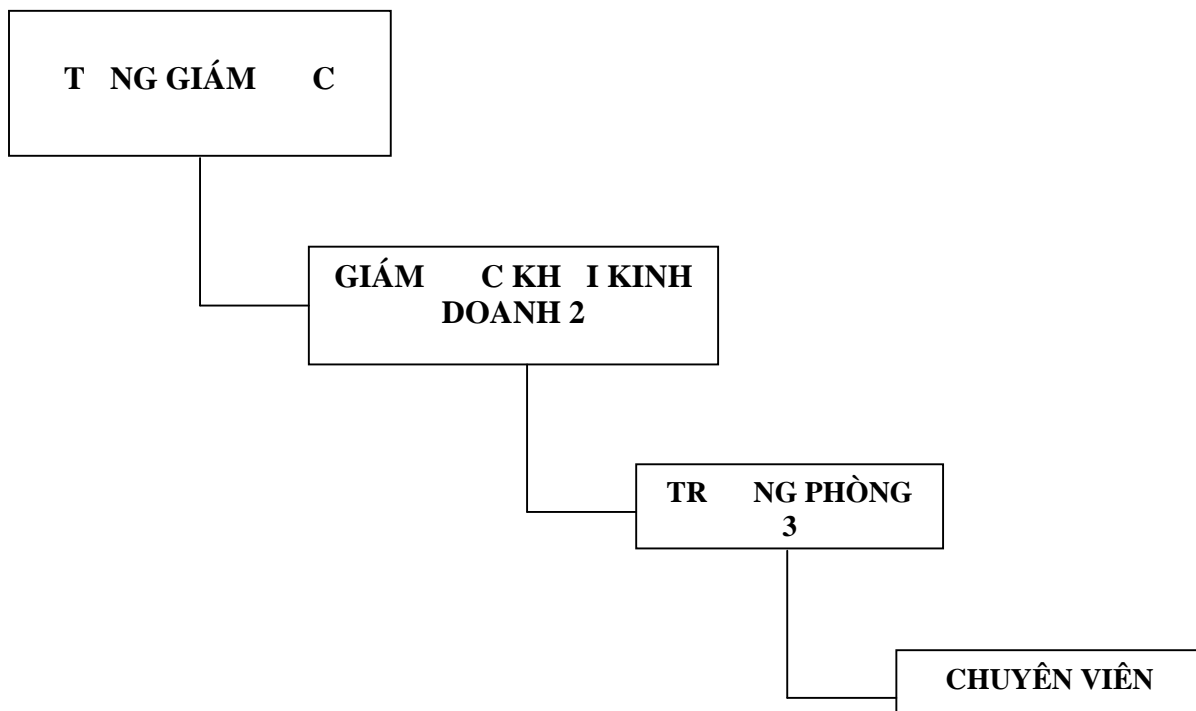 T NG GIÁM C
GIÁM C KH I KINH
DOANH 2
TR NG PHÒNG
3
CHUYÊN VIÊN